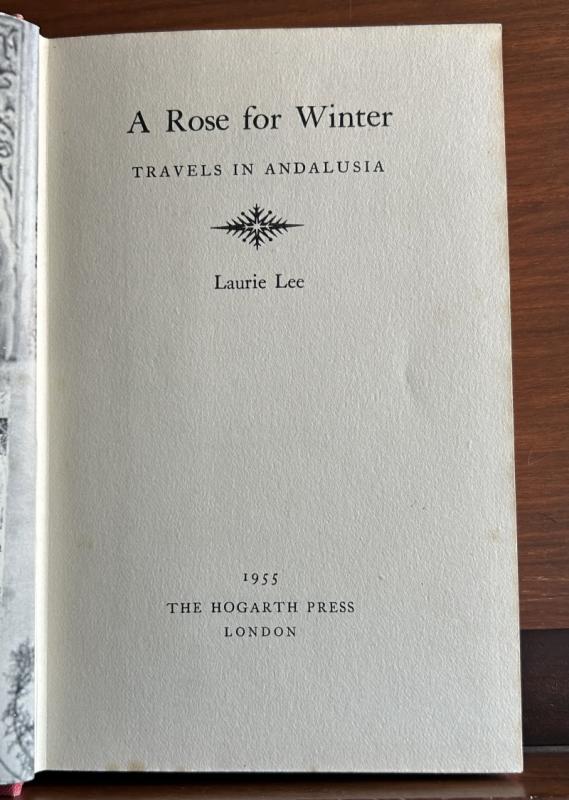 A Rose for Winter
TRAVELS IN ANDALUSIA
Laurie Lee
1955
THE HOGARTH PRESS
LONDON